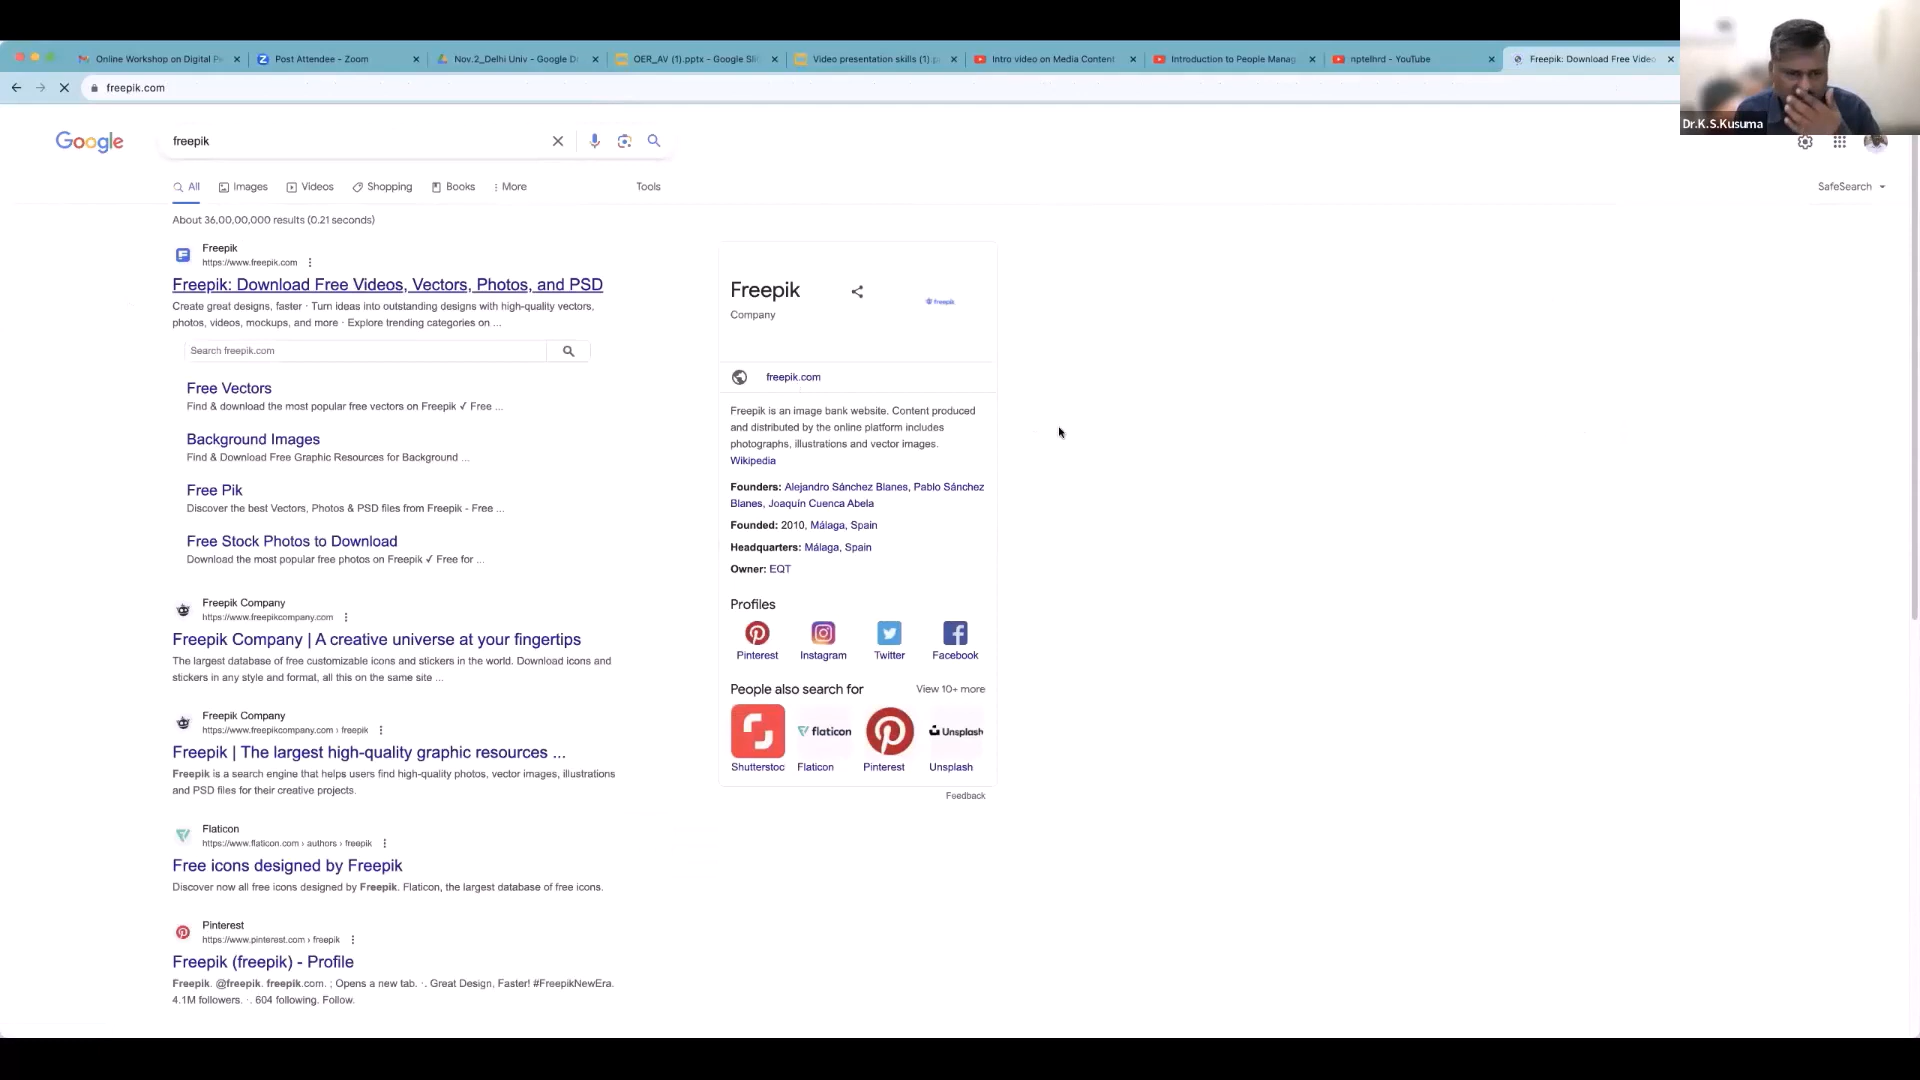 Online Workshop on Digital P
Post Attendee - Zoom
Nov.2_Delhi Univ - Google D
OER_AV (1).pptx - Google Sli
Video presentation skills (1) p
Intro video on Media Content
Introduction to People Manag
nptelhrd - YouTube
Freepik: Download Free Video
freepik.com
Dr.K.S.Kusuma
Google
freepik
All
Images
Videos
Shopping
Books
More
Tools
SafeSearch
About 36,00,00,000 results (0.21 seconds)
Freepik
https://www.freepik.com
Freepik: Download Free Videos, Vectors, Photos, and PSD
Create great designs, faster · Turn ideas into outstanding designs with high-quality vectors,
photos, videos, mockups, and more · Explore trending categories on ...
Search freepik.com
Free Vectors
Find & download the most popular free vectors on Freepik ✓ Free ...
Background Images
Find & Download Free Graphic Resources for Background ...
Free Pik
Discover the best Vectors, Photos & PSD files from Freepik - Free ...
Free Stock Photos to Download
Download the most popular free photos on Freepik ✓ Free for ...
Freepik Company
https://www.freepikcompany.com
Freepik Company | A creative universe at your fingertips
The largest database of free customizable icons and stickers in the world. Download icons and
stickers in any style and format, all this on the same site ...
Freepik Company
https://www.freepikcompany.com › freepik
Freepik | The largest high-quality graphic resources ...
Freepik is a search engine that helps users find high-quality photos, vector images, illustrations
and PSD files for their creative projects.
Flaticon
https://www.flaticon.com › authors › freepik
Free icons designed by Freepik
Discover now all free icons designed by Freepik. Flaticon, the largest database of free icons.
Pinterest
https://www.pinterest.com › freepik
Freepik (freepik) - Profile
Freepik. @freepik. freepik.com. ; Opens a new tab. ·. Great Design, Faster! #FreepikNewEra.
4.1M followers. ·. 604 following. Follow.
Freepik
freepik
Company
freepik.com
Freepik is an image bank website. Content produced
and distributed by the online platform includes
photographs, illustrations and vector images.
Wikipedia
Founders: Alejandro Sánchez Blanes, Pablo Sánchez
Blanes, Joaquín Cuenca Abela
Founded: 2010, Málaga, Spain
Headquarters: Málaga, Spain
Owner: EQT
Profiles
Pinterest
Instagram
Twitter
Facebook
People also search for
View 10+ more
flaticon
Unsplash
Shutterstoc
Flaticon
Pinterest
Unsplash
Feedback